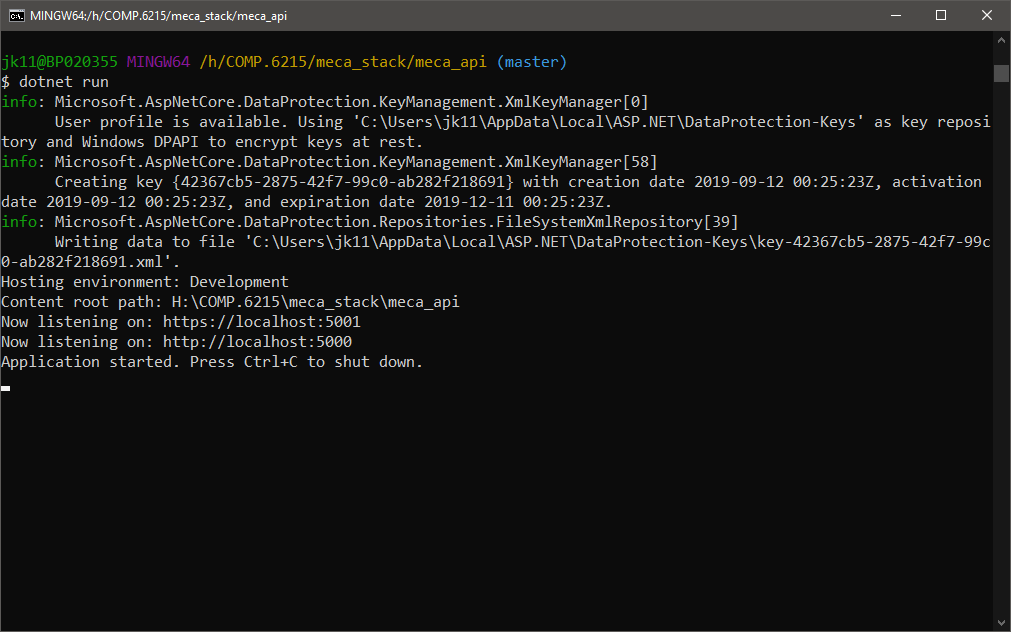 MINGW64:/h/COMP.6215/meca_stack/meca_api
jk11@BP020355 MINGW64 /h/COMP.6215/meca_stack/meca_api (master)
$ dotnet run
info: Microsoft.AspNetCore.DataProtection.KeyManagement.XmlKeyManager[0]
      User profile is available. Using 'C:\Users\jk11\AppData\Local\ASP.NET\DataProtection-Keys' as key reposi
tory and Windows DPAPI to encrypt keys at rest.
info: Microsoft.AspNetCore.DataProtection.KeyManagement.XmlKeyManager[58]
      Creating key {42367cb5-2875-42f7-99c0-ab282f218691} with creation date 2019-09-12 00:25:23Z, activation
date 2019-09-12 00:25:23Z, and expiration date 2019-12-11 00:25:23Z.
info: Microsoft.AspNetCore.DataProtection.Repositories.FileSystemXmlRepository[39]
      Writing data to file 'C:\Users\jk11\AppData\Local\ASP.NET\DataProtection-Keys\key-42367cb5-2875-42f7-99c
0-ab282f218691.xml'.
Hosting environment: Development
Content root path: H:\COMP.6215\meca_stack\meca_api
Now listening on: https://localhost:5001
Now listening on: http://localhost:5000
Application started. Press Ctrl+C to shut down.